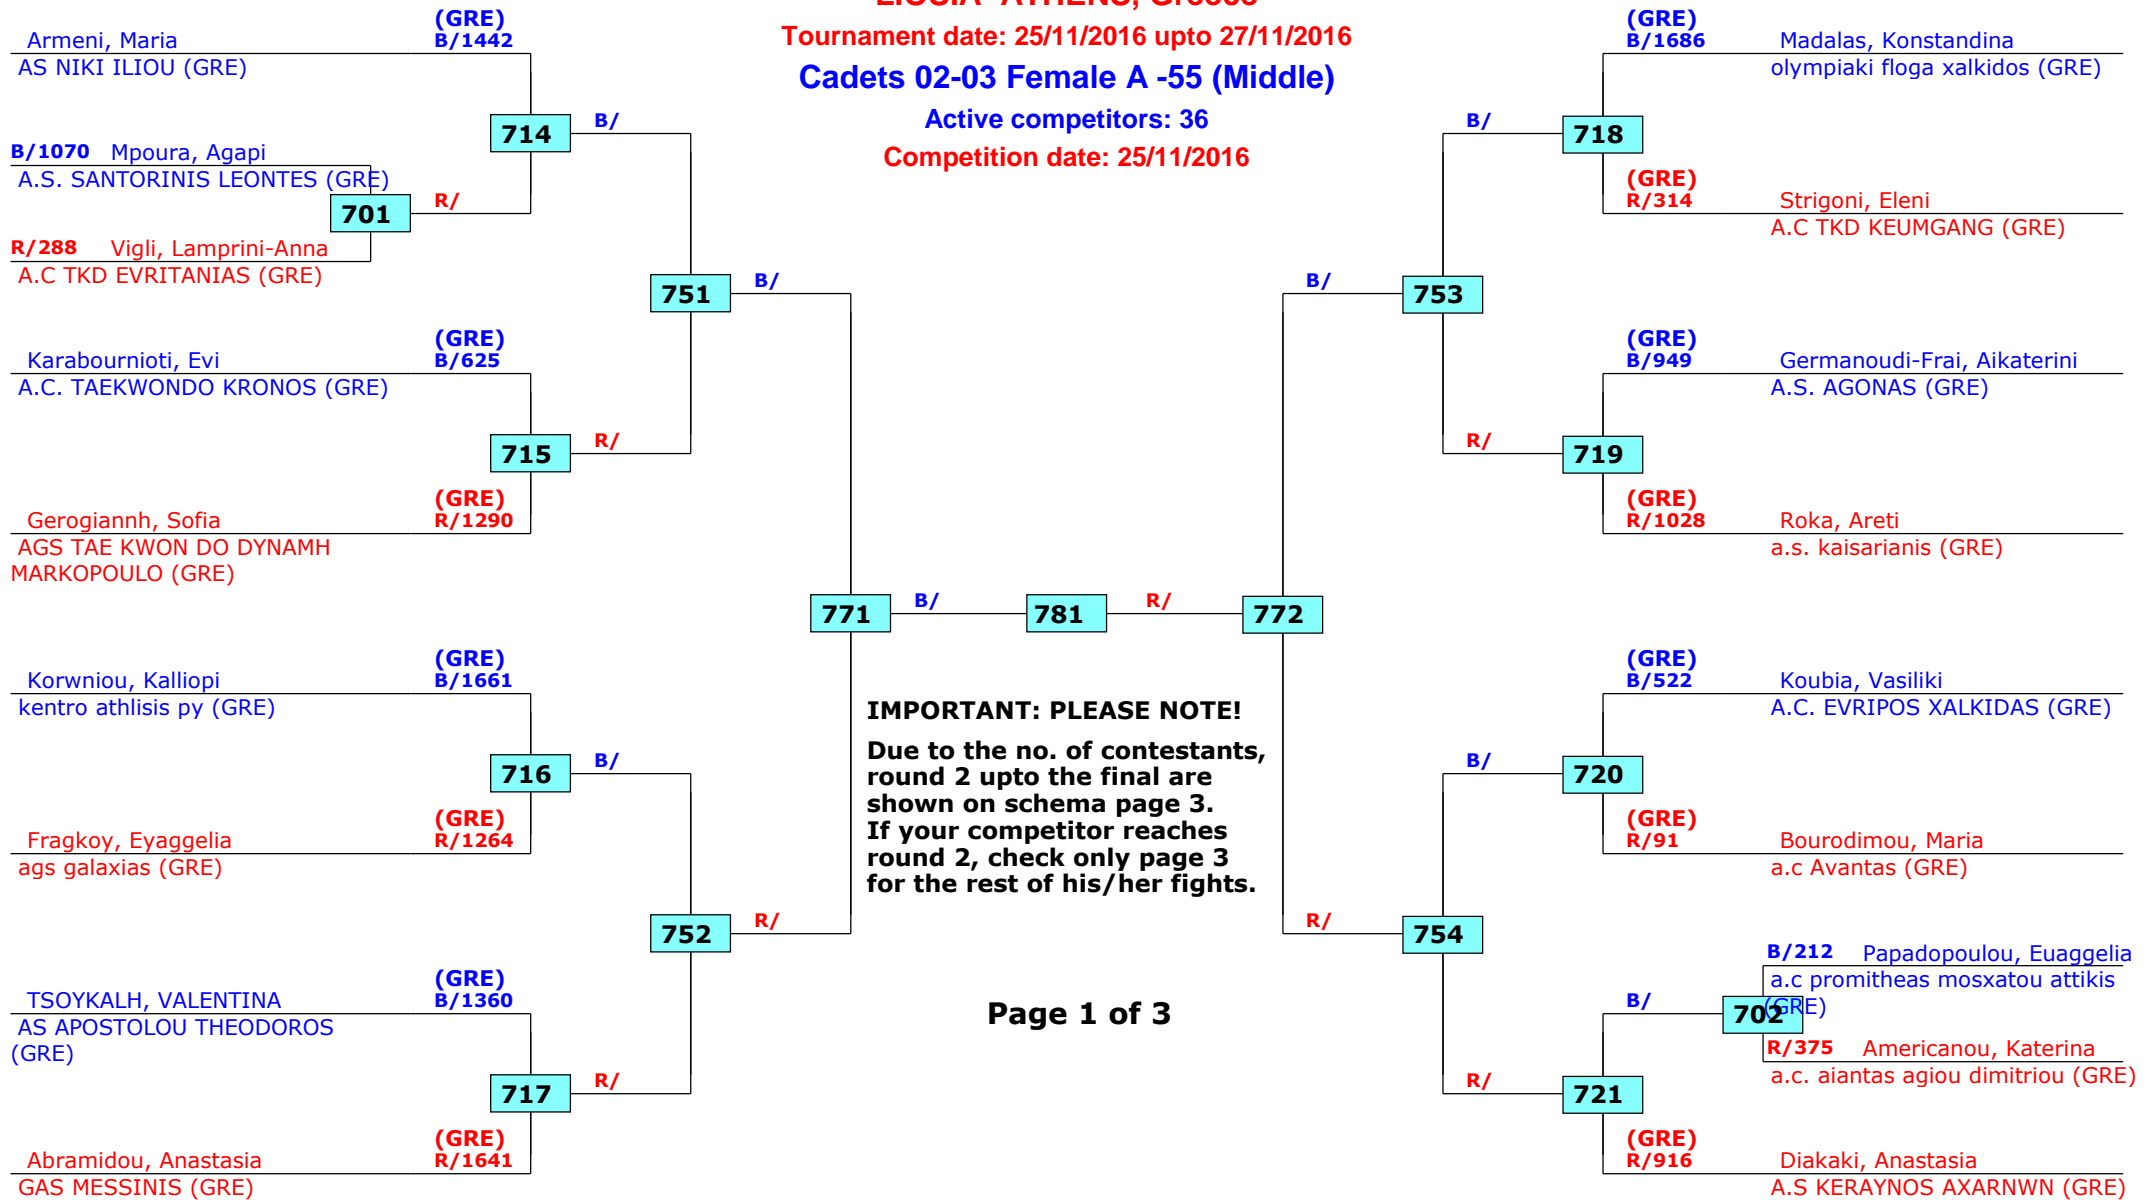 LIOSIA- ATHENS, Greece
Tournament date: 25/11/2016 upto 27/11/2016
Cadets 02-03 Female A -55 (Middle)
Active competitors: 36
Competition date: 25/11/2016
(GRE)
Armeni, Maria B/1442
AS NIKI ILIOU (GRE)
714 B/
B/1070 Mpoura, Agapi
A.S. SANTORINIS LEONTES (GRE)
701 R/
R/288 Vigli, Lamprini-Anna
A.C TKD EVRITANIAS (GRE)
751 B/
(GRE)
Karabournioti, Evi B/625
A.C. TAEKWONDO KRONOS (GRE)
715 R/
(GRE)
Gerogiannh, Sofia R/1290
AGS TAE KWON DO DYNAMH
MARKOPOULO (GRE)
771 B/ 781 R/ 772
(GRE)
Korwniou, Kalliopi B/1661
kentro athlisis py (GRE)
716 B/
(GRE)
Fragkoy, Eyaggelia R/1264
ags galaxias (GRE)
752 R/
(GRE)
TSOYKALH, VALENTINA B/1360
AS APOSTOLOU THEODOROS
(GRE)
717 R/
(GRE)
Abramidou, Anastasia R/1641
GAS MESSINIS (GRE)
IMPORTANT: PLEASE NOTE!
Due to the no. of contestants,
round 2 upto the final are
shown on schema page 3.
If your competitor reaches
round 2, check only page 3
for the rest of his/her fights.
Page 1 of 3
(GRE)
B/1686 Madalas, Konstandina
olympiaki floga xalkidos (GRE)
B/ 718
(GRE)
R/314 Strigoni, Eleni
A.C TKD KEUMGANG (GRE)
B/ 753
(GRE)
B/949 Germanoudi-Frai, Aikaterini
A.S. AGONAS (GRE)
R/ 719
(GRE)
R/1028 Roka, Areti
a.s. kaisarianis (GRE)
(GRE)
B/522 Koubia, Vasiliki
A.C. EVRIPOS XALKIDAS (GRE)
B/ 720
(GRE)
R/91 Bourodimou, Maria
a.c Avantas (GRE)
R/ 754
B/212 Papadopoulou, Euaggelia
a.c promitheas mosxatou attikis
(GRE)
B/ 702
R/375 Americanou, Katerina
a.c. aiantas agiou dimitriou (GRE)
R/ 721
(GRE)
R/916 Diakaki, Anastasia
A.S KERAYNOS AXARNWN (GRE)